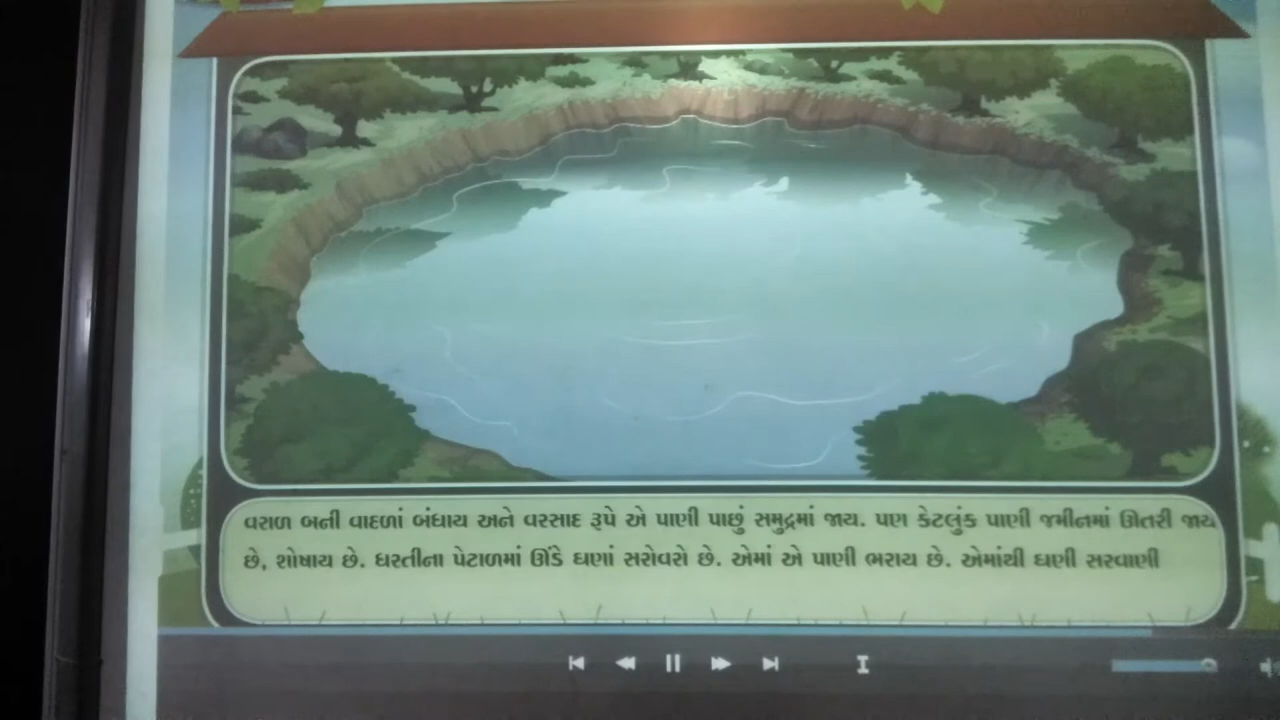 વરાળ બની વાદળાં બંધાય અને વરસાદ રૂપે એ પાણી પાછું સમુદ્રમાં જાય. પણ કેટલુંક પાણી જમીનમાં ઊતરી જાય
છે, શોષાય છે. ધરતીના પેટાળમાં ઊંડે ઘણાં સરોવરો છે. એમાં એ પાણી ભરાય છે. એમાંથી ઘણી સરવાણી